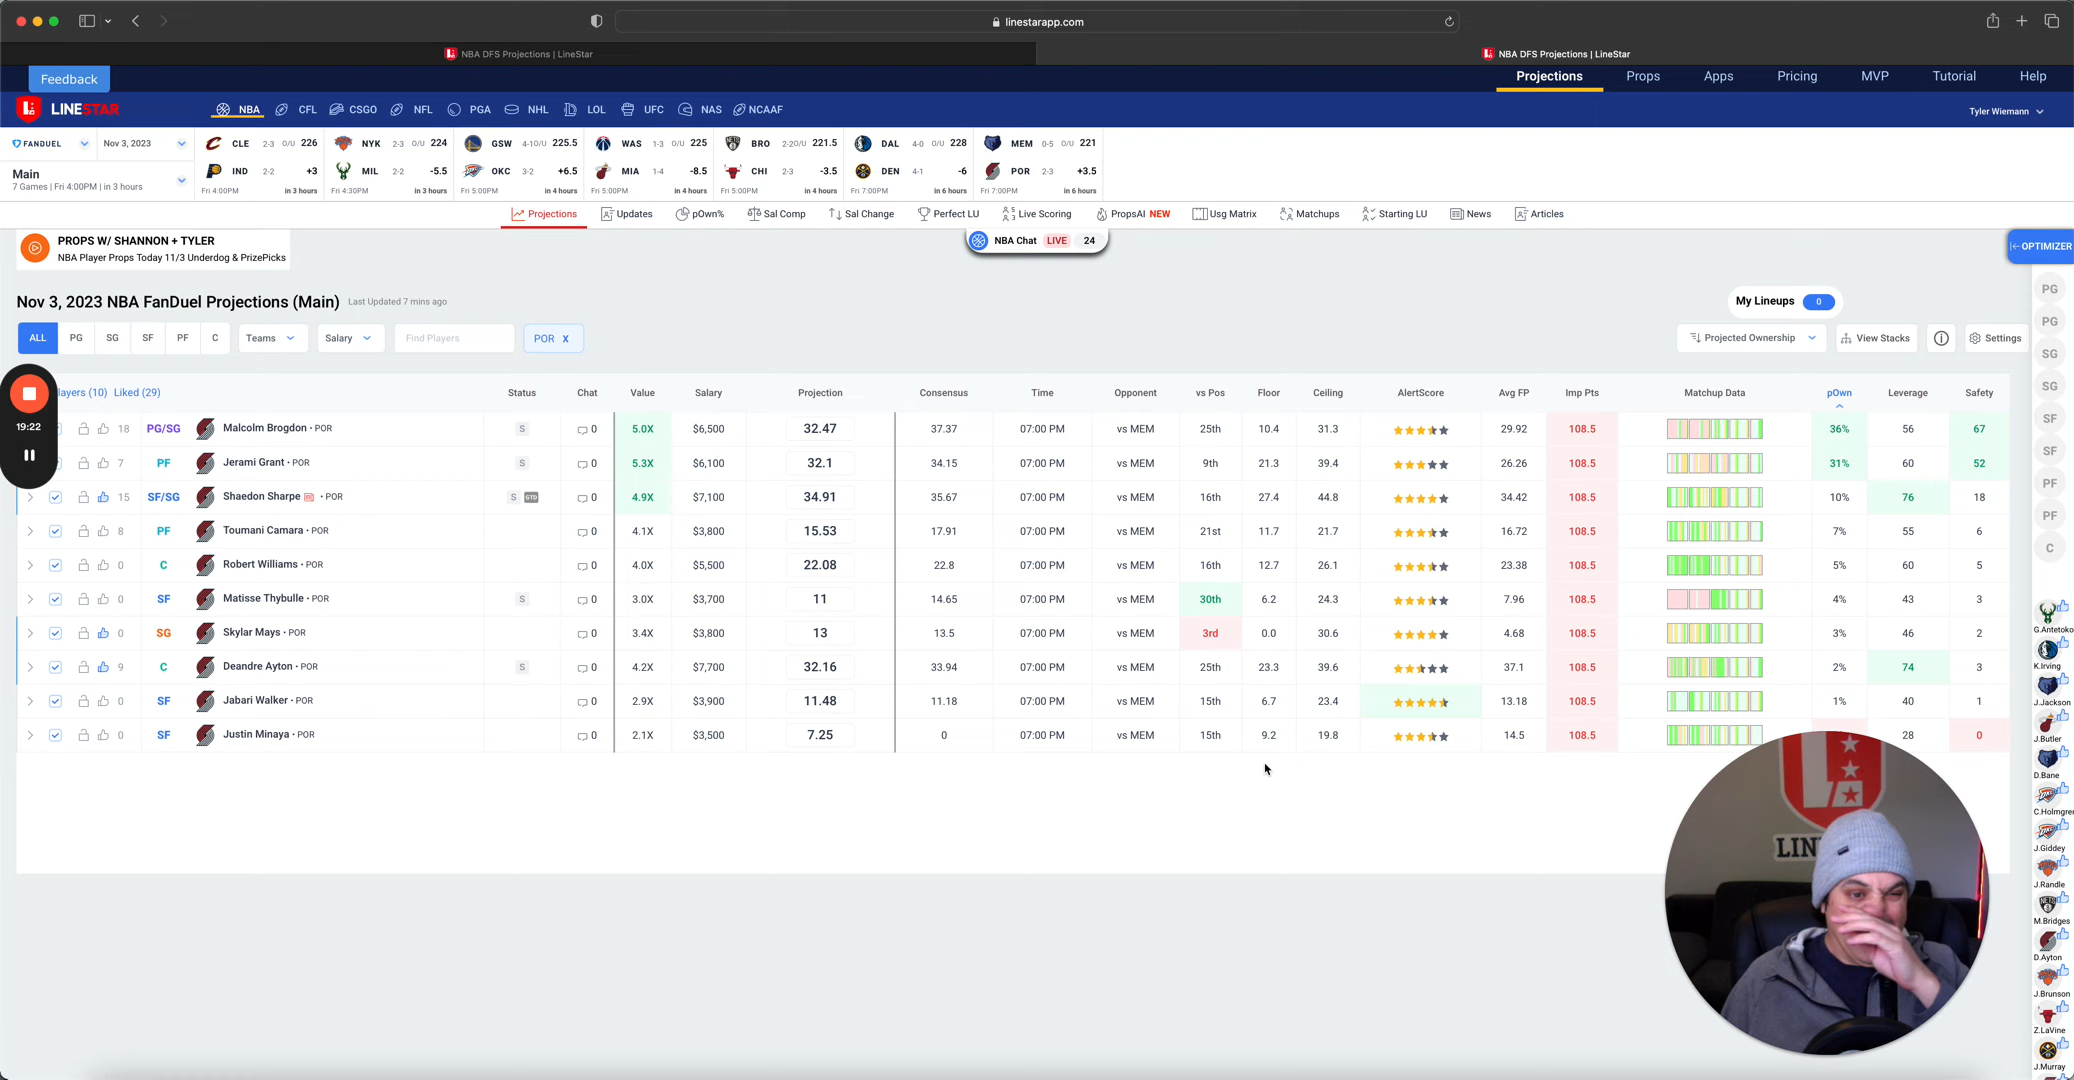 linestarapp.com
NBA DFS Projections | LineStar
NBA DFS Projections | LineStar
Feedback
Projections Props Apps Pricing MVP Tutorial Help
LINESTAR NBA CFL CSGO NFL PGA NHL LOL UFC NAS NCAAF Tyler Wiemann
FANDUEL Nov 3, 2023 CLE 2-3 O/U 226 NYK 2-3 O/U 224 GSW 4-1O/U 225.5 WAS 1-3 O/U 225 BRO 2-2O/U 221.5 DAL 4-0 O/U 228 MEM 0-5 O/U 221
Main IND 2-2 +3 MIL 2-2 -5.5 OKC 3-2 +6.5 MIA 1-4 -8.5 CHI 2-3 -3.5 DEN 4-1 -6 POR 2-3 +3.5
7 Games | Fri 4:00PM | in 3 hours Fri 4:00PM in 3 hours Fri 4:30PM in 3 hours Fri 5:00PM in 4 hours Fri 5:00PM in 4 hours Fri 5:00PM in 4 hours Fri 7:00PM in 6 hours Fri 7:00PM in 6 hours
Projections Updates pOwn% Sal Comp Sal Change Perfect LU Live Scoring PropsAI NEW Usg Matrix Matchups Starting LU News Articles
PROPS W/ SHANNON + TYLER
NBA Player Props Today 11/3 Underdog & PrizePicks
NBA Chat LIVE 24
OPTIMIZER
Nov 3, 2023 NBA FanDuel Projections (Main) Last Updated 7 mins ago My Lineups 0
ALL PG SG SF PF C Teams Salary Find Players POR X Projected Ownership View Stacks Settings
layers (10) Liked (29) Status Chat Value Salary Projection Consensus Time Opponent vs Pos Floor Ceiling AlertScore Avg FP Imp Pts Matchup Data pOwn Leverage Safety
18 PG/SG Malcolm Brogdon • POR S 0 5.0X $6,500 32.47 37.37 07:00 PM vs MEM 25th 10.4 31.3 29.92 108.5 36% 56 67
7 PF Jerami Grant • POR S 0 5.3X $6,100 32.1 34.15 07:00 PM vs MEM 9th 21.3 39.4 26.26 108.5 31% 60 52
15 SF/SG Shaedon Sharpe • POR S GTD 0 4.9X $7,100 34.91 35.67 07:00 PM vs MEM 16th 27.4 44.8 34.42 108.5 10% 76 18
8 PF Toumani Camara • POR 0 4.1X $3,800 15.53 17.91 07:00 PM vs MEM 21st 11.7 21.7 16.72 108.5 7% 55 6
0 C Robert Williams • POR 0 4.0X $5,500 22.08 22.8 07:00 PM vs MEM 16th 12.7 26.1 23.38 108.5 5% 60 5
0 SF Matisse Thybulle • POR S 0 3.0X $3,700 11 14.65 07:00 PM vs MEM 30th 6.2 24.3 7.96 108.5 4% 43 3
0 SG Skylar Mays • POR 0 3.4X $3,800 13 13.5 07:00 PM vs MEM 3rd 0.0 30.6 4.68 108.5 3% 46 2
9 C Deandre Ayton • POR S 0 4.2X $7,700 32.16 33.94 07:00 PM vs MEM 25th 23.3 39.6 37.1 108.5 2% 74 3
0 SF Jabari Walker • POR 0 2.9X $3,900 11.48 11.18 07:00 PM vs MEM 15th 6.7 23.4 13.18 108.5 1% 40 1
0 SF Justin Minaya • POR 0 2.1X $3,500 7.25 0 07:00 PM vs MEM 15th 9.2 19.8 14.5 108.5 28 0
19:22
PG
PG
SG
SG
SF
SF
PF
PF
C
G.Antetoko
K.Irving
J.Jackson
J.Butler
D.Bane
C.Holmgre
J.Giddey
J.Randle
M.Bridges
D.Ayton
J.Brunson
Z.LaVine
J.Murray